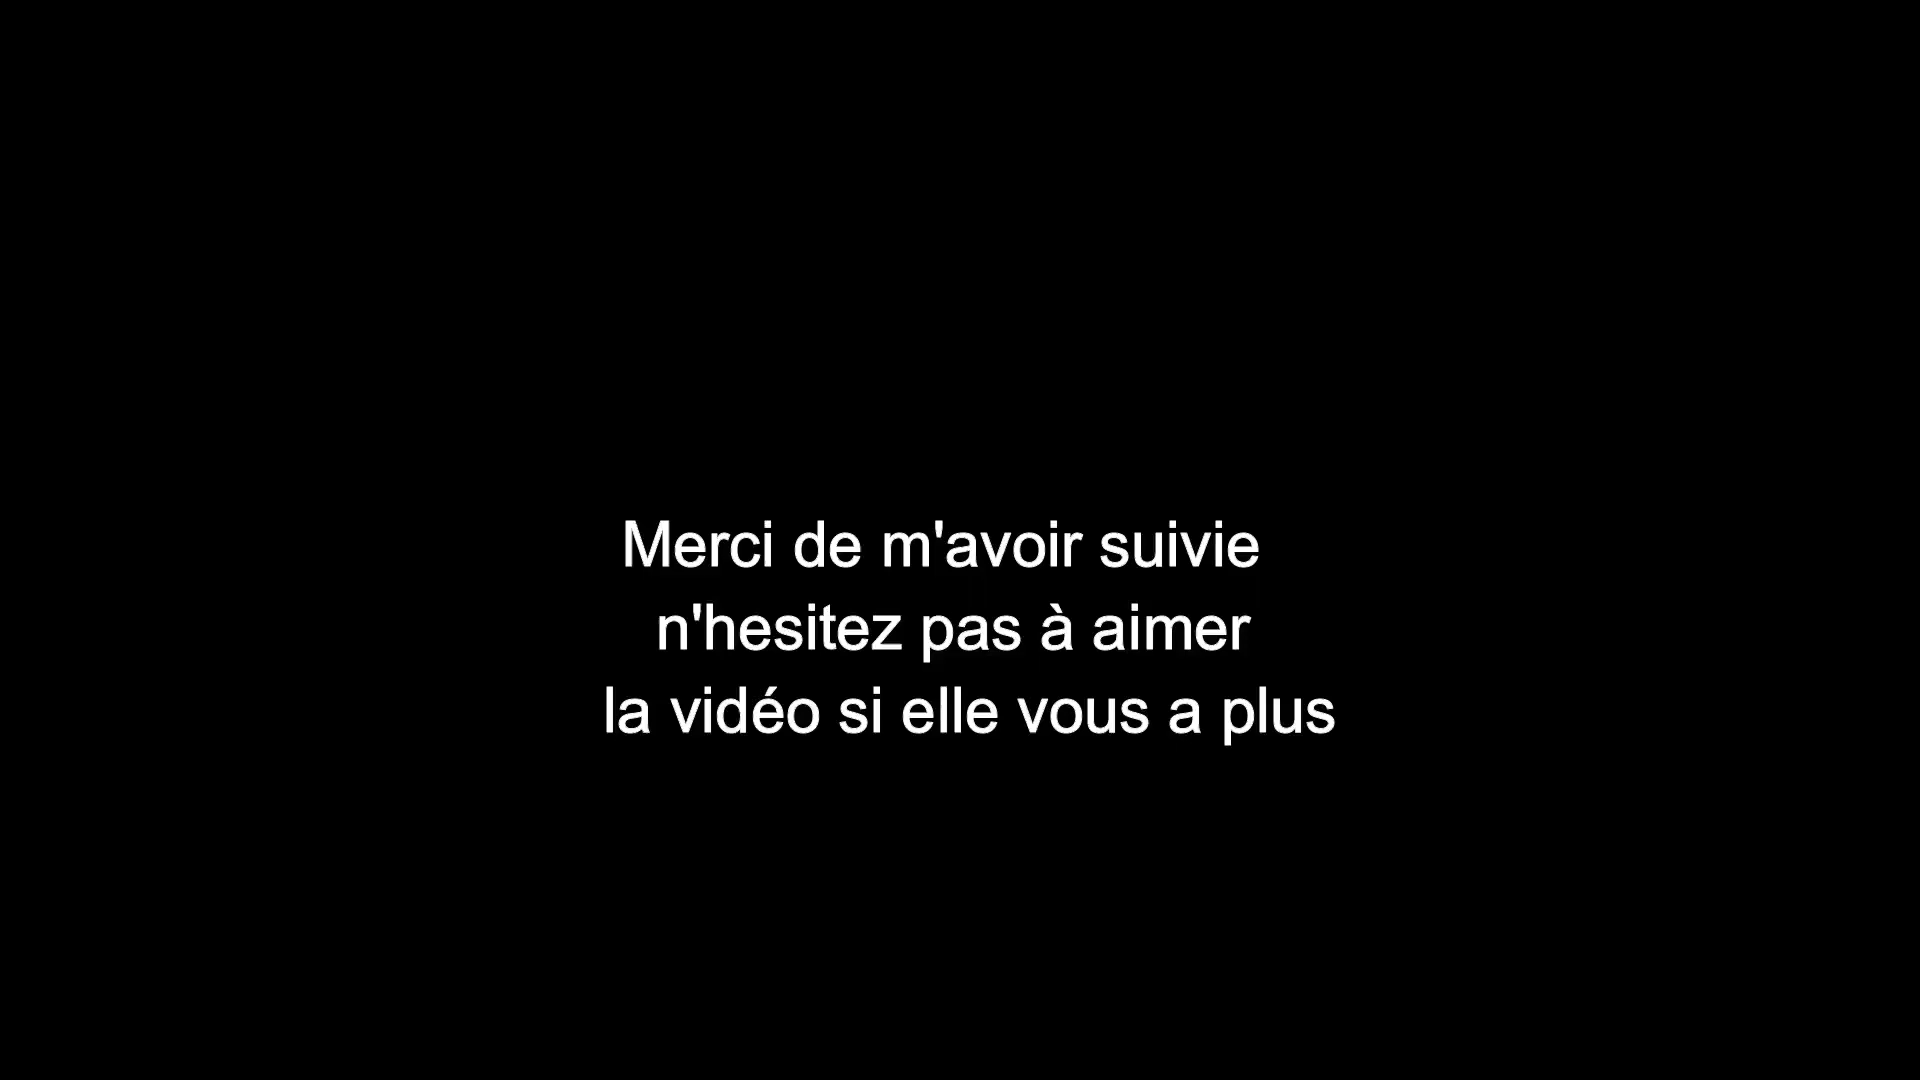 Merci de m'avoir suivie
n'hesitez pas à aimer
la vidéo si elle vous a plus